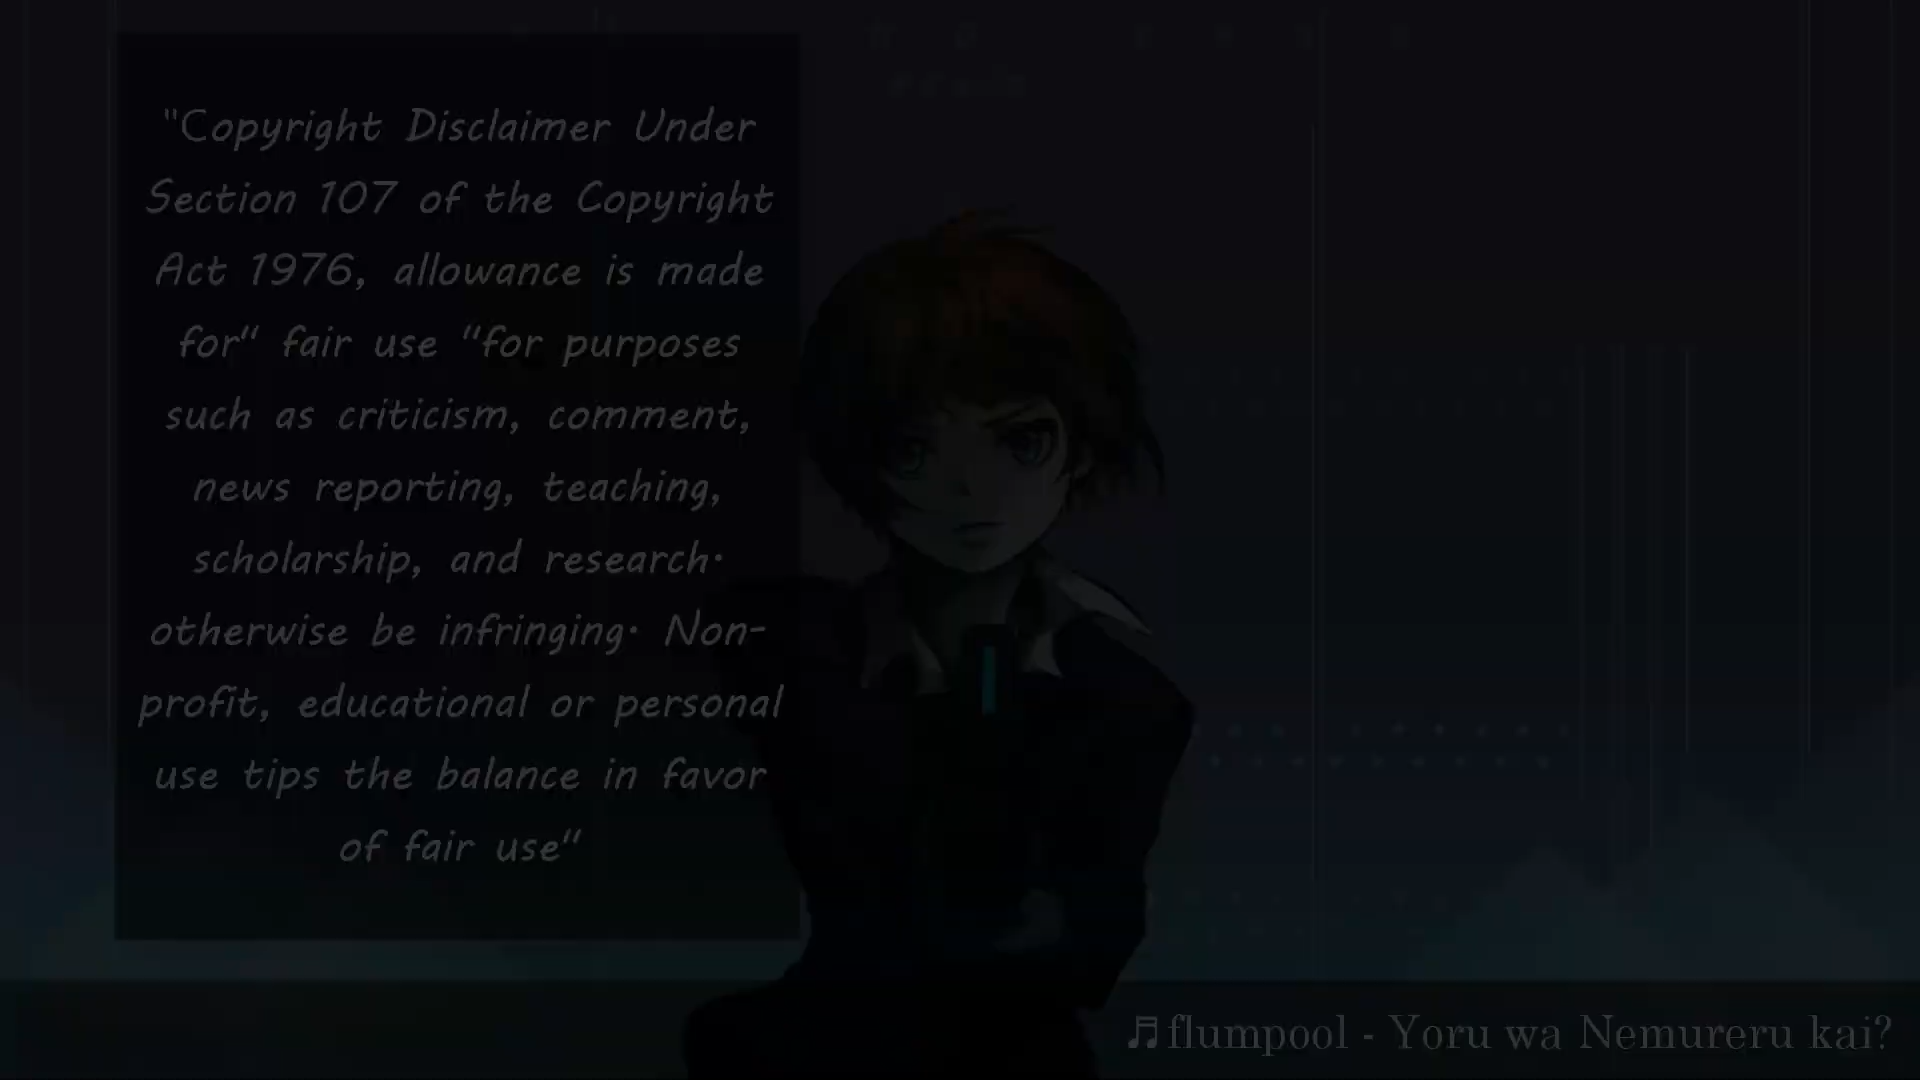 "Copyright Disclaimer Under
Section 107 of the Copyright
Act 1976, allowance is made
for" fair use "for purposes
such as criticism, comment,
news reporting, teaching,
scholarship, and research.
otherwise be infringing. Non-
profit, educational or personal
use tips the balance in favor
of fair use"
♬flumpool - Yoru wa Nemureru kai?